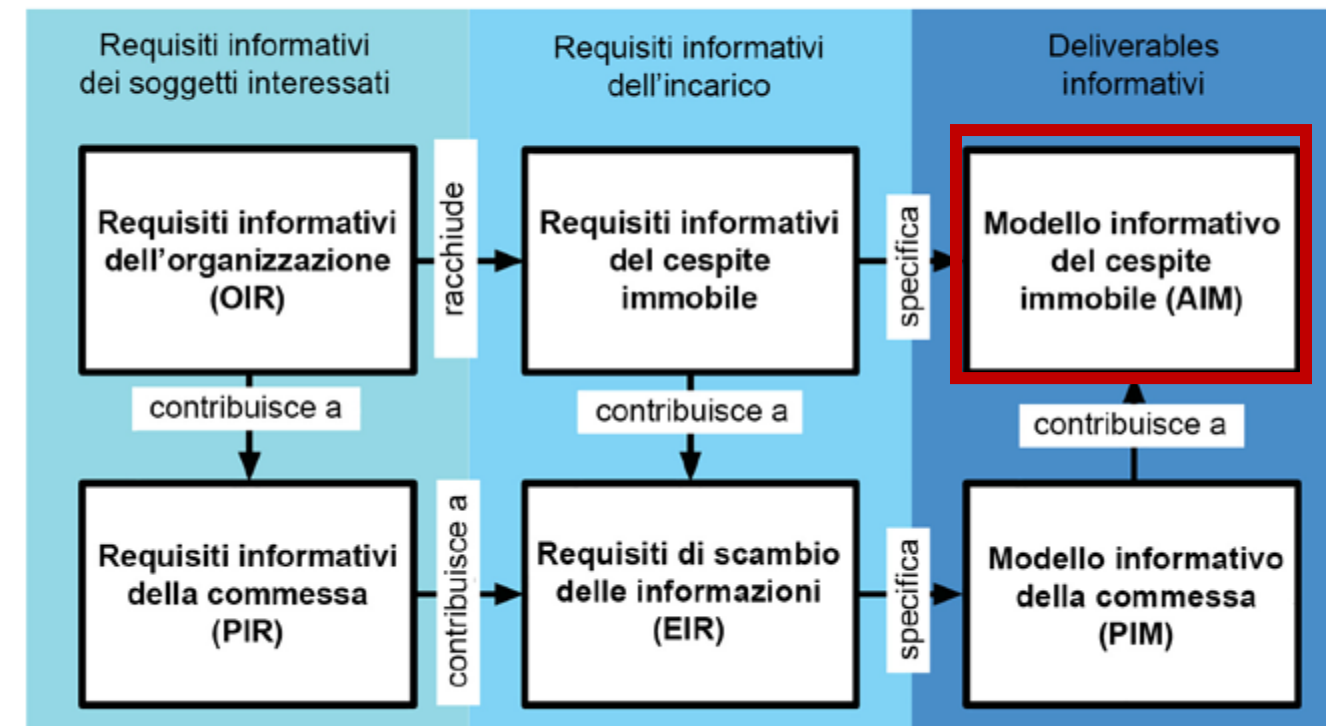 Requisiti informativi
dei soggetti interessati
Requisiti informativi
dell'incarico
Deliverables
informativi
Requisiti informativi
dell'organizzazione
(OIR)
racchiude
Requisiti informativi
del cespite
immobile
specifica
Modello informativo
del cespite
immobile (AIM)
contribuisce a
contribuisce a
contribuisce a
Requisiti informativi
della commessa
(PIR)
contribuisce a
Requisiti di scambio
delle informazioni
(EIR)
specifica
Modello informativo
della commessa
(PIM)